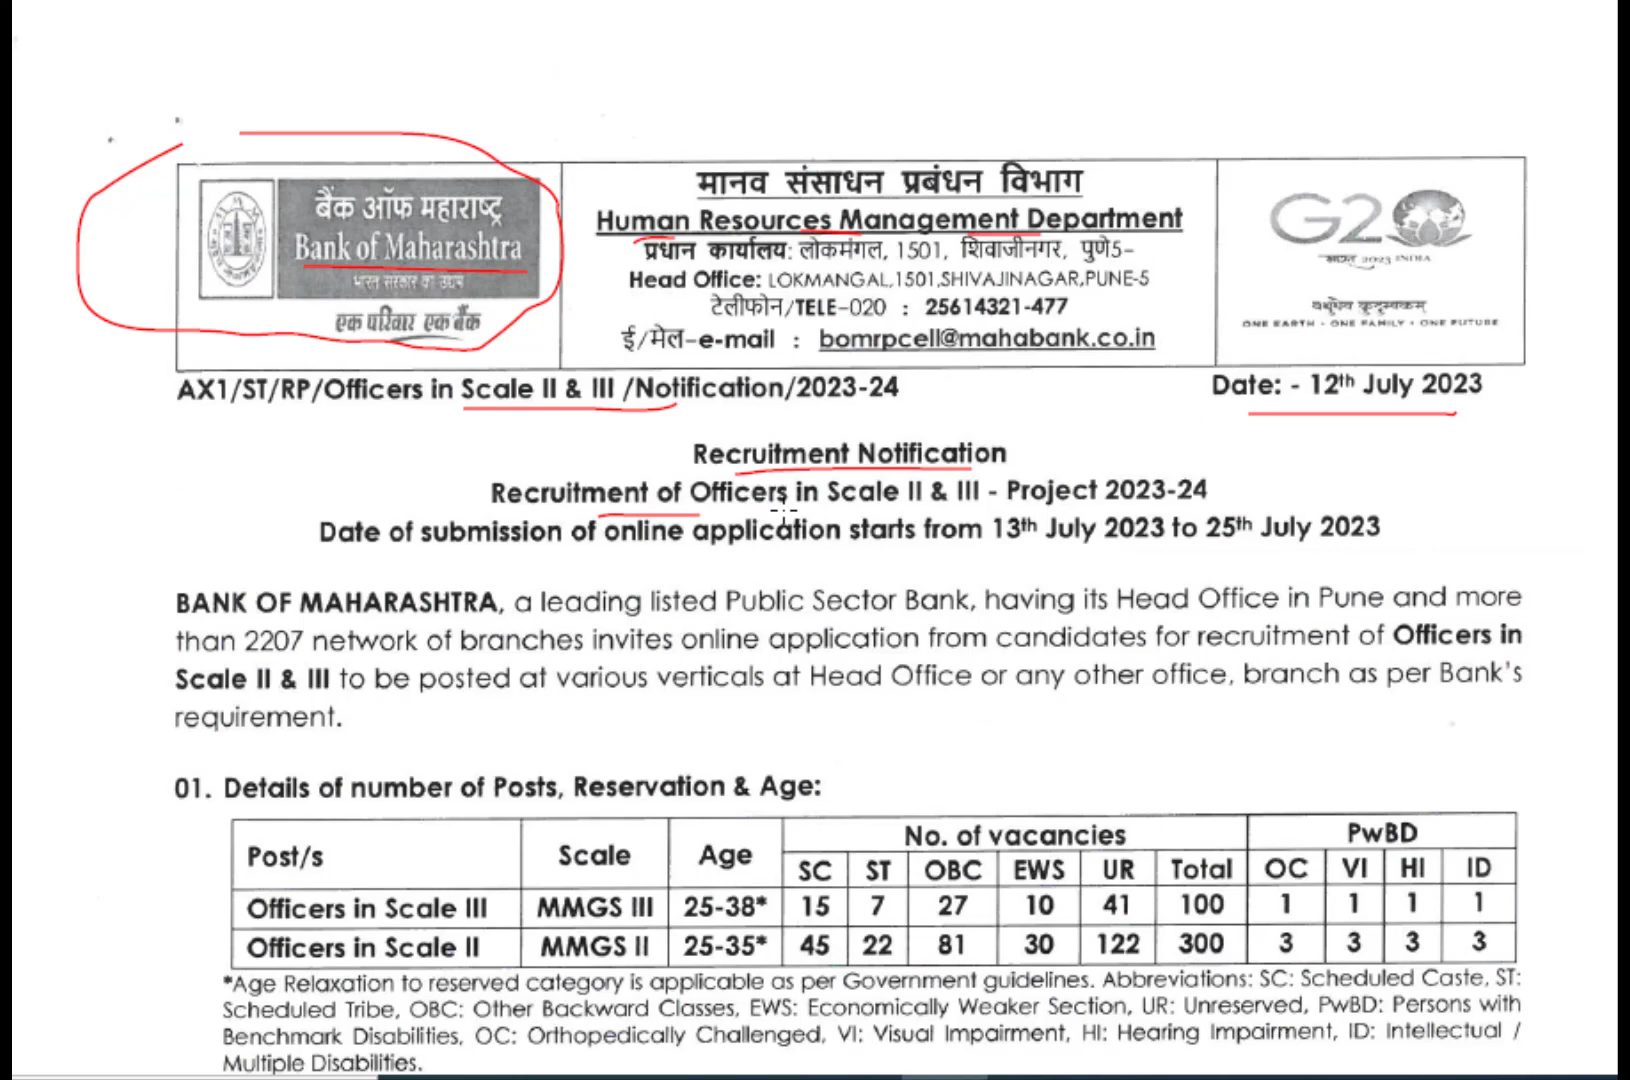 बैंक ऑफ महाराष्ट्र
Bank of Maharashtra
भारत सरकार का उद्यम
एक परिवार एक बैंक
मानव संसाधन प्रबंधन विभाग
Human Resources Management Department
प्रधान कार्यालय: लोकमंगल, 1501, शिवाजीनगर, पुणे5-
Head Office: LOKMANGAL,1501,SHIVAJINAGAR,PUNE-5
टेलीफोन/TELE-020 : 25614321-477
ई/मेल-e-mail : bomrpcell@mahabank.co.in
G20
भारत 2023 INDIA
वसुधैव कुटुम्बकम्
ONE EARTH • ONE FAMILY • ONE FUTURE
AX1/ST/RP/Officers in Scale II & III /Notification/2023-24 Date: - 12th July 2023
Recruitment Notification
Recruitment of Officers in Scale II & III - Project 2023-24
Date of submission of online application starts from 13th July 2023 to 25th July 2023
BANK OF MAHARASHTRA, a leading listed Public Sector Bank, having its Head Office in Pune and more
than 2207 network of branches invites online application from candidates for recruitment of Officers in
Scale II & III to be posted at various verticals at Head Office or any other office, branch as per Bank's
requirement.
01. Details of number of Posts, Reservation & Age:
Post/s Scale Age No. of vacancies PwBD
SC ST OBC EWS UR Total OC VI HI ID
Officers in Scale III MMGS III 25-38* 15 7 27 10 41 100 1 1 1 1
Officers in Scale II MMGS II 25-35* 45 22 81 30 122 300 3 3 3 3
*Age Relaxation to reserved category is applicable as per Government guidelines. Abbreviations: SC: Scheduled Caste, ST:
Scheduled Tribe, OBC: Other Backward Classes, EWS: Economically Weaker Section, UR: Unreserved, PwBD: Persons with
Benchmark Disabilities, OC: Orthopedically Challenged, VI: Visual Impairment, HI: Hearing Impairment, ID: Intellectual /
Multiple Disabilities.